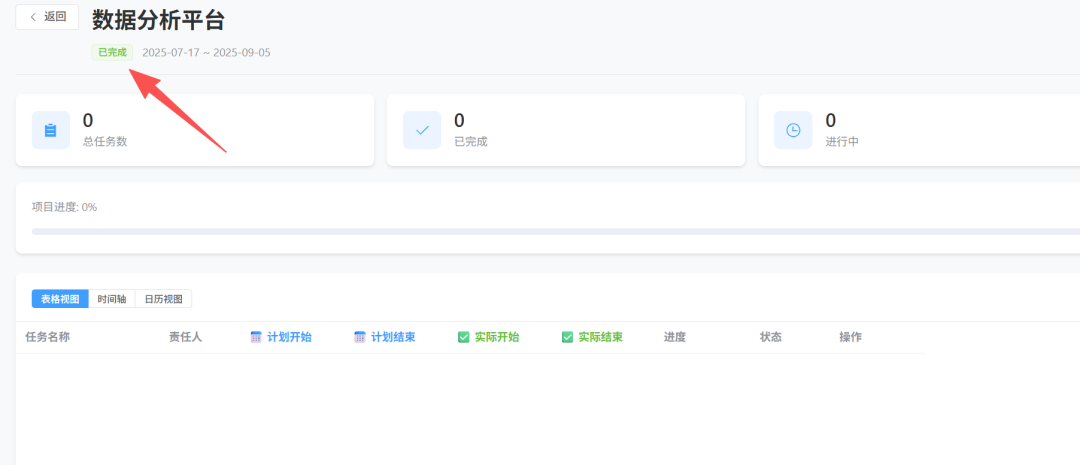 返回 数据分析平台
已完成 2025-07-17 ~ 2025-09-05
0 0 0
总任务数 已完成 进行中
项目进度: 0%
表格视图 时间轴 日历视图
任务名称 责任人 计划开始 计划结束 实际开始 实际结束 进度 状态 操作